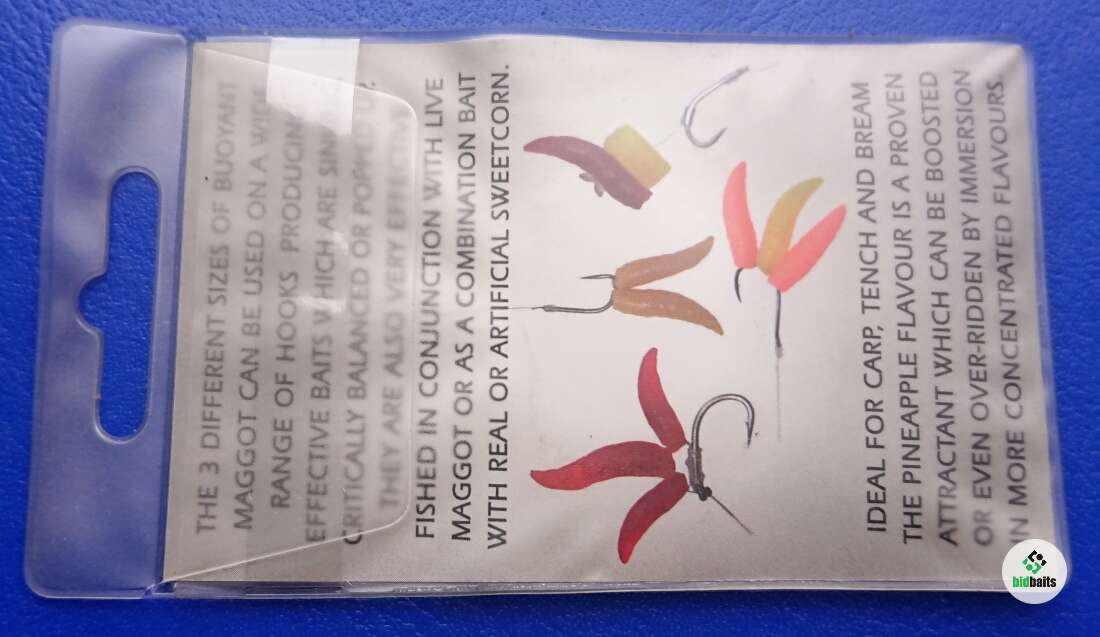 THE 3 DIFFERENT SIZES OF BUOYANT
MAGGOT CAN BE USED ON A WIDE
RANGE OF HOOKS PRODUCING
EFFECTIVE BAITS WHICH ARE
CRITICALLY BALANCED OR POPPED UP.
THEY ARE ALSO VERY EFFECTIVE
FISHED IN CONJUNCTION WITH LIVE
MAGGOT OR AS A COMBINATION BAIT
WITH REAL OR ARTIFICIAL SWEETCORN.
IDEAL FOR CARP, TENCH AND BREAM
THE PINEAPPLE FLAVOUR IS A PROVEN
ATTRACTANT WHICH CAN BE BOOSTED
OR EVEN OVER-RIDDEN BY IMMERSION
IN MORE CONCENTRATED FLAVOURS.
bidbaits